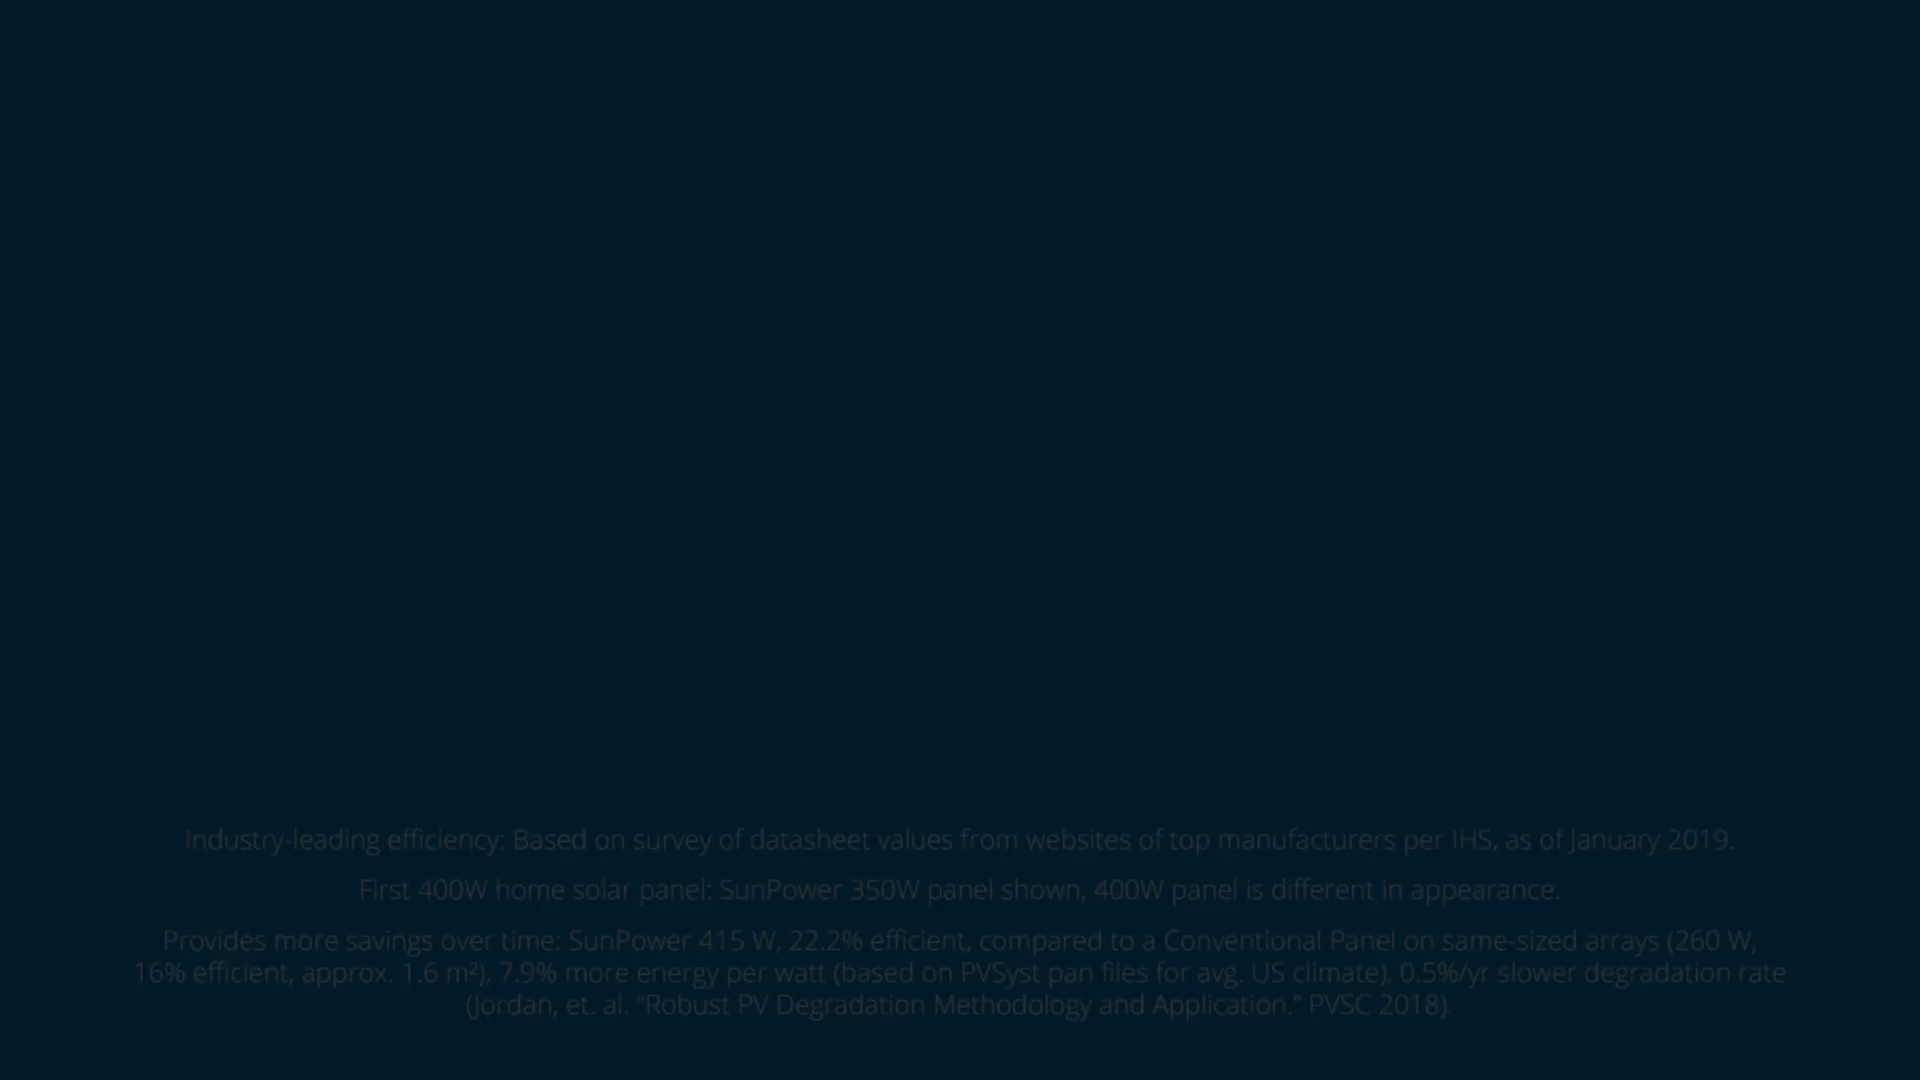 Industry-leading efficiency: Based on survey of datasheet values from websites of top manufacturers per IHS, as of January 2019.
First 400W home solar panel: SunPower 350W panel shown, 400W panel is different in appearance.
Provides more savings over time: SunPower 415 W, 22.2% efficient, compared to a Conventional Panel on same-sized arrays (260 W,
16% efficient, approx. 1.6 m²), 7.9% more energy per watt (based on PVSyst pan files for avg. US climate), 0.5%/yr slower degradation rate
(Jordan, et. al. "Robust PV Degradation Methodology and Application." PVSC 2018).